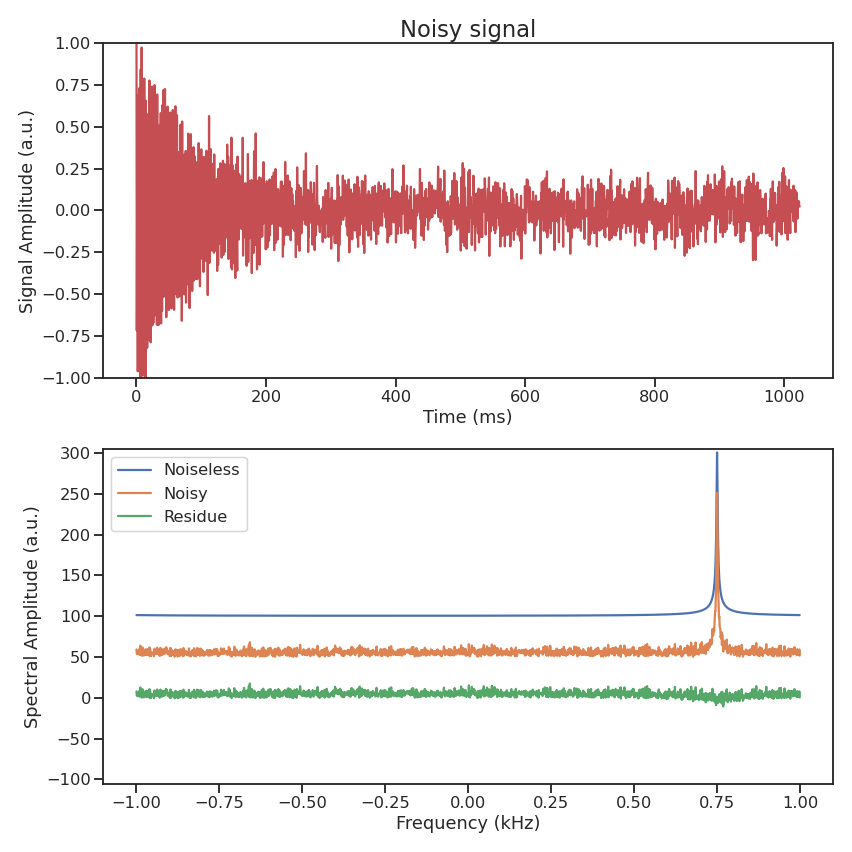 Noisy signal
Signal Amplitude (a.u.)
1.00
0.75
0.50
0.25
0.00
−0.25
−0.50
−0.75
−1.00
0 200 400 600 800 1000
Time (ms)
Spectral Amplitude (a.u.)
300
250
200
150
100
50
0
−50
−100
Noiseless
Noisy
Residue
−1.00 −0.75 −0.50 −0.25 0.00 0.25 0.50 0.75 1.00
Frequency (kHz)